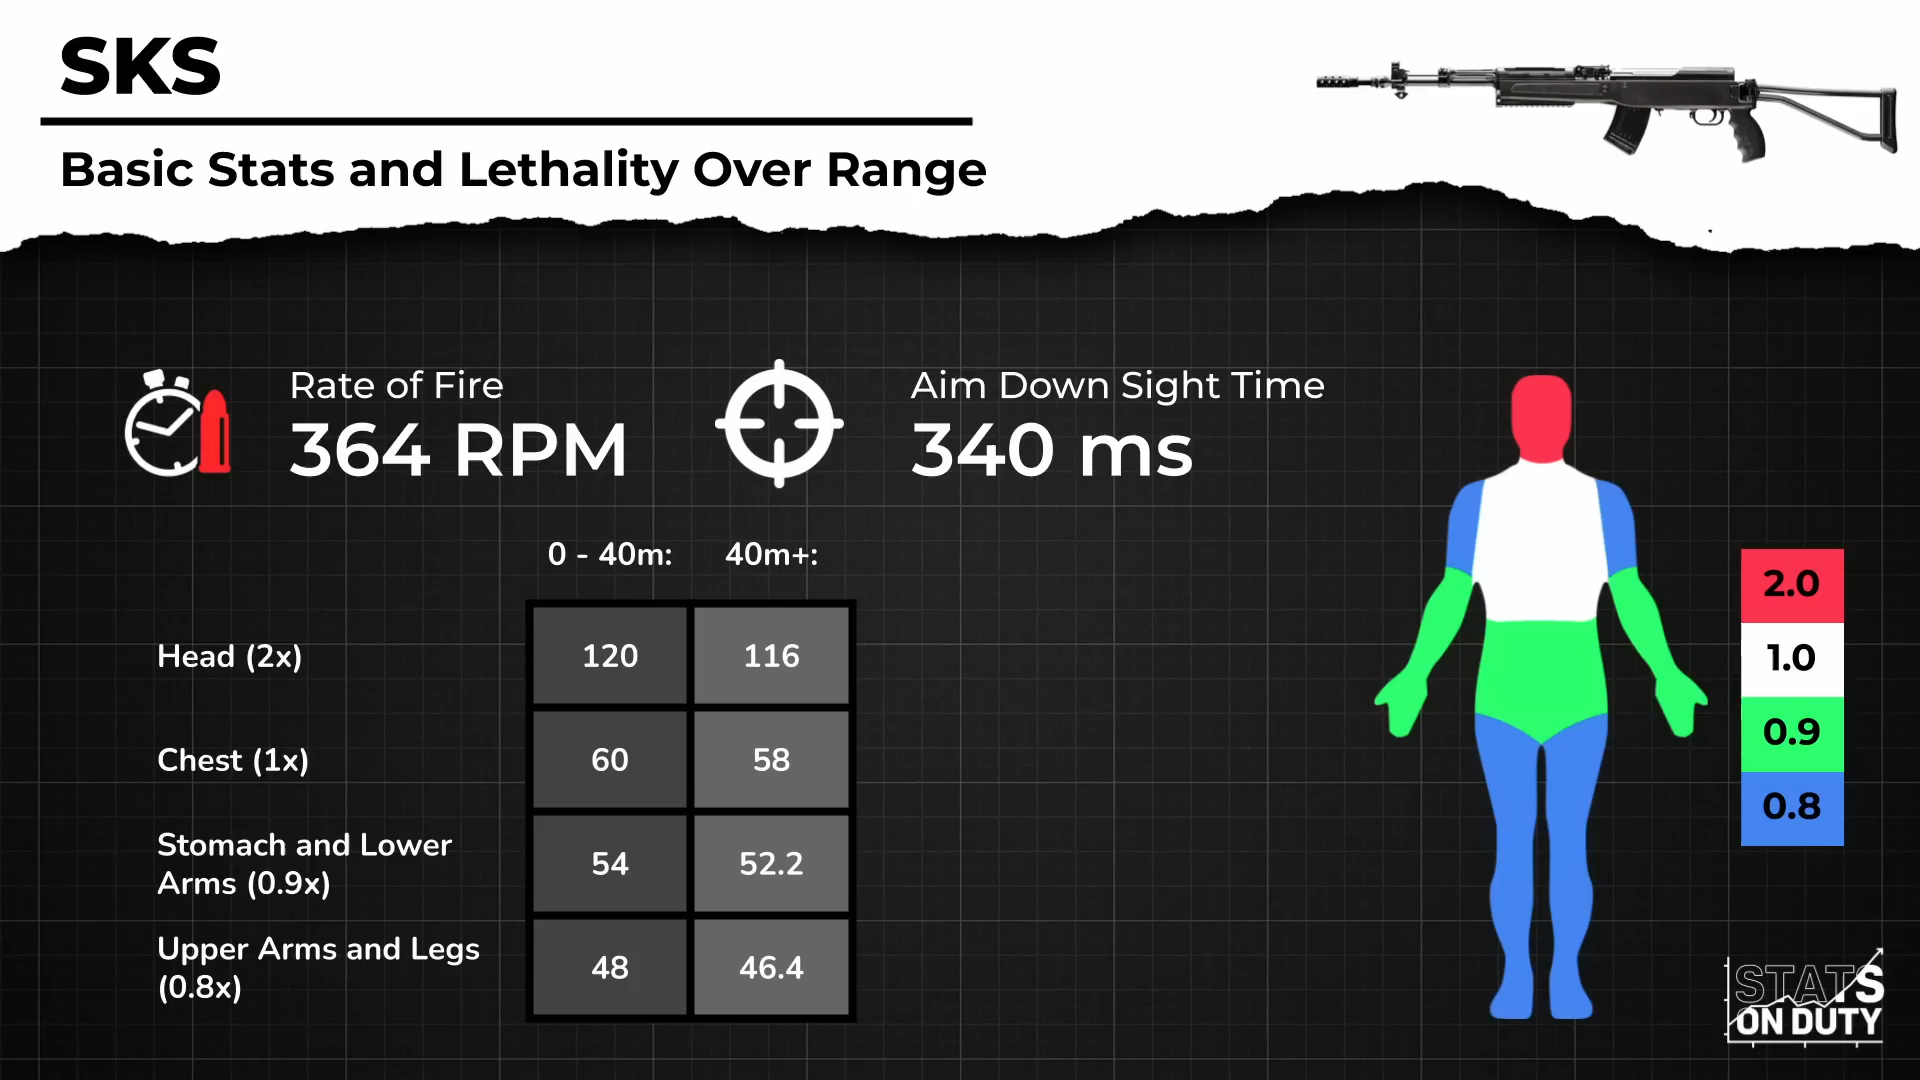 SKS
Basic Stats and Lethality Over Range
Rate of Fire
364 RPM
Aim Down Sight Time
340 ms
0 - 40m: 40m+:
Head (2x) 120 116
Chest (1x) 60 58
Stomach and Lower
Arms (0.9x) 54 52.2
Upper Arms and Legs
(0.8x) 48 46.4
2.0
1.0
0.9
0.8
STATS
ON DUTY